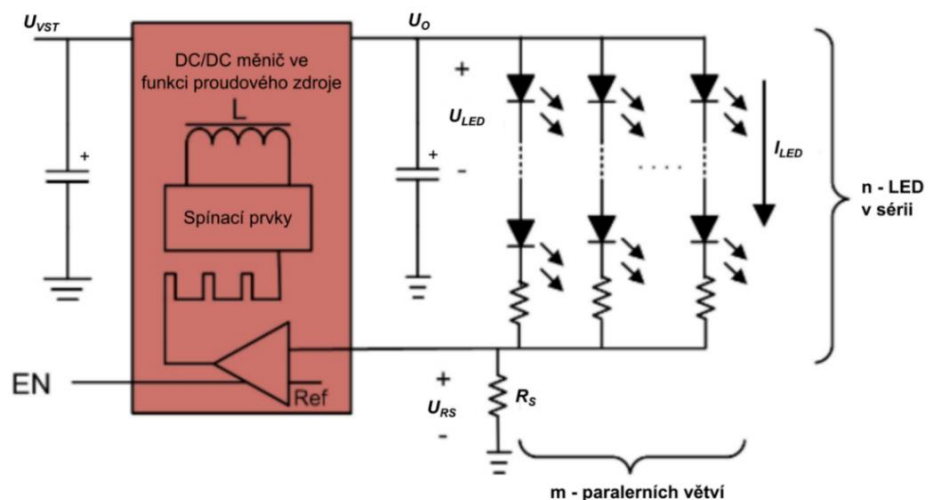 U_VST
DC/DC měnič ve
funkci proudového zdroje
L
Spínací prvky
EN
Ref
+
+
U_O
+
U_LED
-
I_LED
n - LED
v sérii
+
U_RS
-
R_S
m - paralerních větví